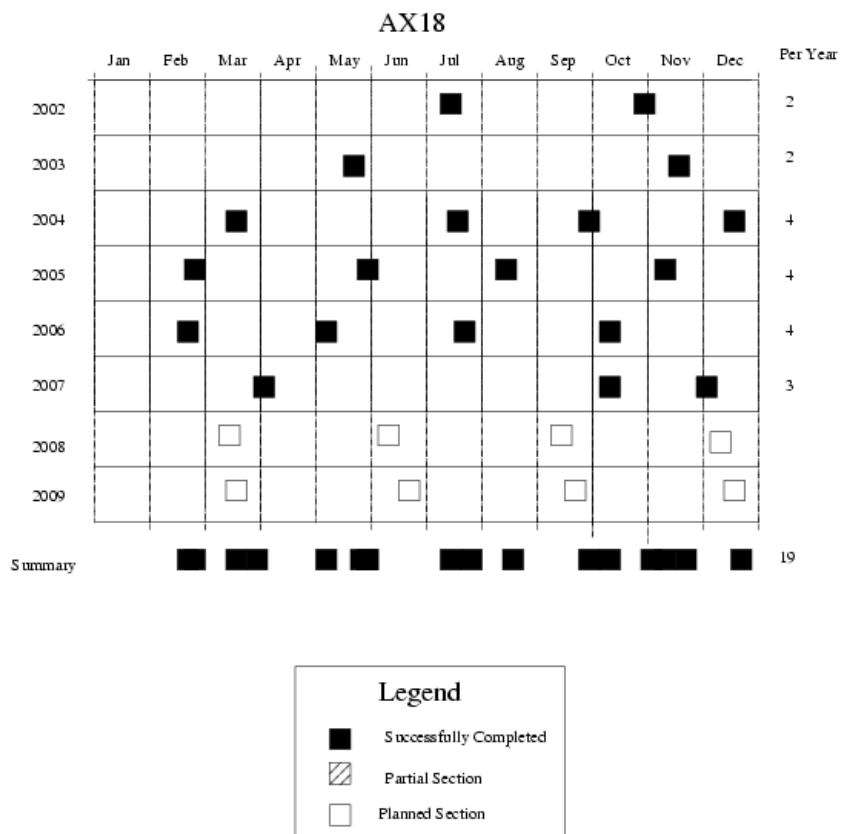 AX18
Jan Feb Mar Apr May Jun Jul Aug Sep Oct Nov Dec Per Year
2002 2
2003 2
2004 4
2005 4
2006 4
2007 3
2008
2009
Summary 19
Legend
Successfully Completed
Partial Section
Planned Section